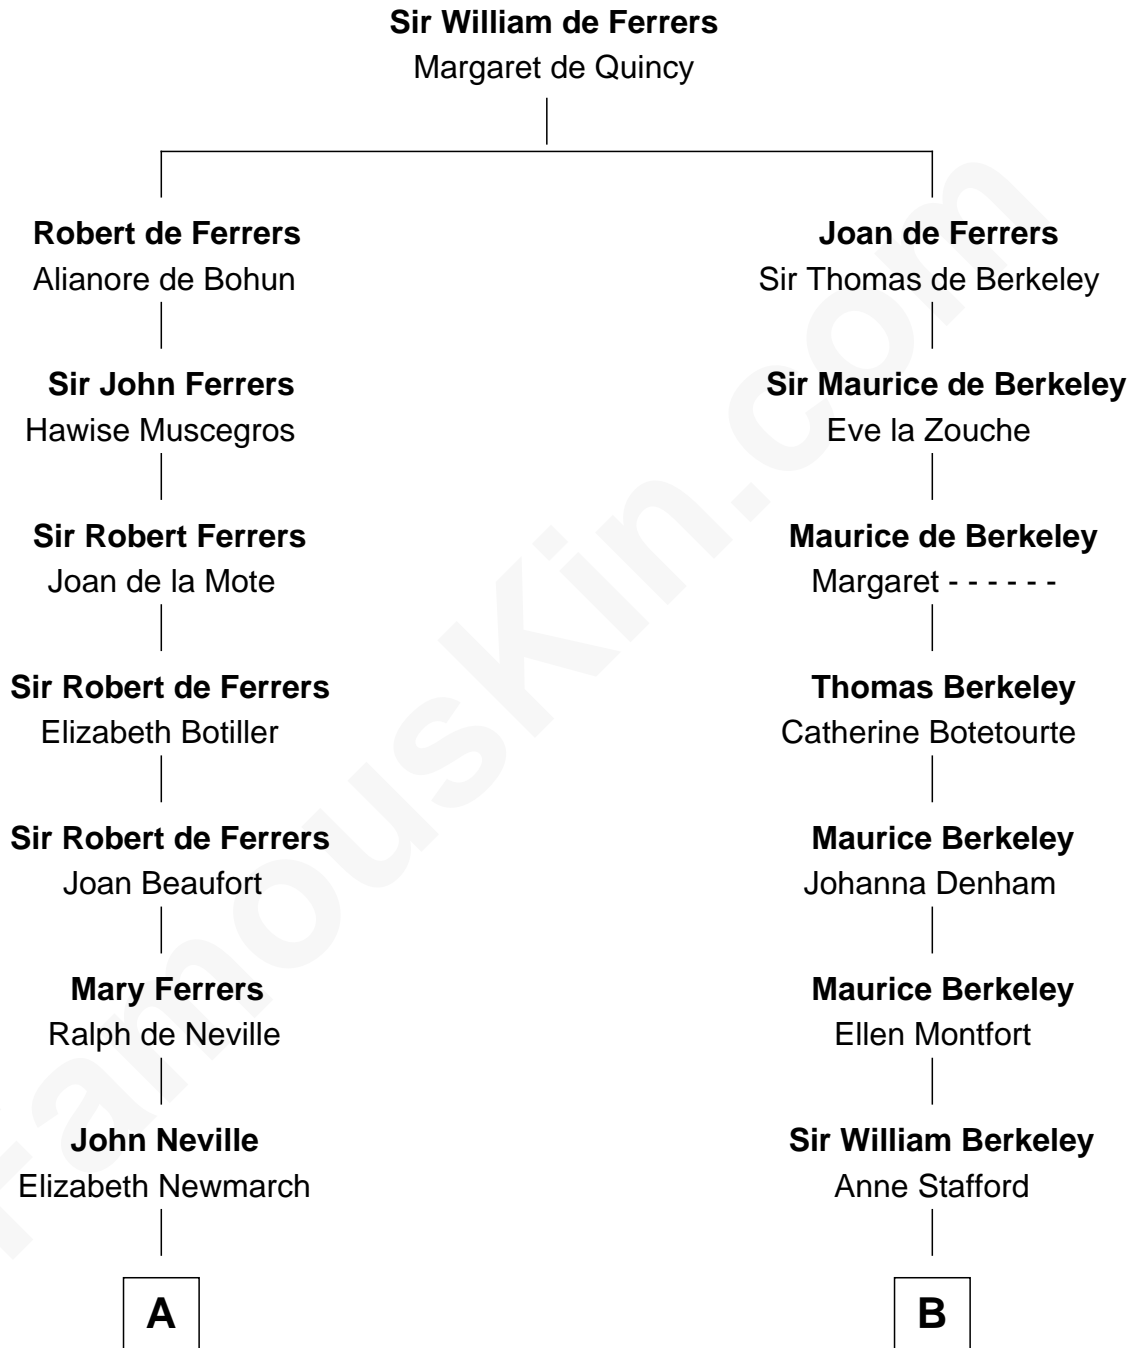 Sir William de Ferrers
Margaret de Quincy
Robert de Ferrers
Alianore de Bohun
Joan de Ferrers
Sir Thomas de Berkeley
Sir John Ferrers
Hawise Muscegros
Sir Maurice de Berkeley
Eve la Zouche
Sir Robert Ferrers
Joan de la Mote
Maurice de Berkeley
Margaret - - - - - -
Sir Robert de Ferrers
Elizabeth Botiller
Thomas Berkeley
Catherine Botetourte
Sir Robert de Ferrers
Joan Beaufort
Maurice Berkeley
Johanna Denham
Mary Ferrers
Ralph de Neville
Maurice Berkeley
Ellen Montfort
John Neville
Elizabeth Newmarch
Sir William Berkeley
Anne Stafford
A
B
FamousKin.com